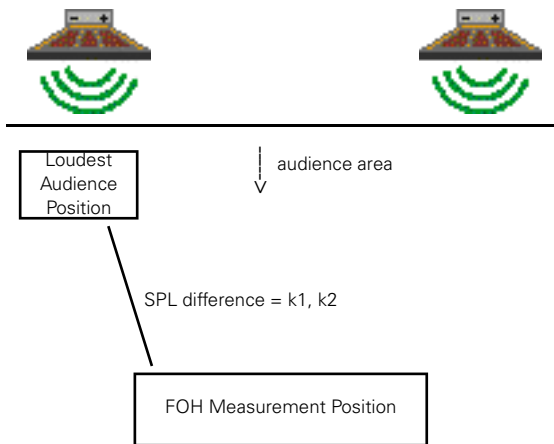 - +
- +
audience area
Loudest
Audience
Position
SPL difference = k1, k2
FOH Measurement Position